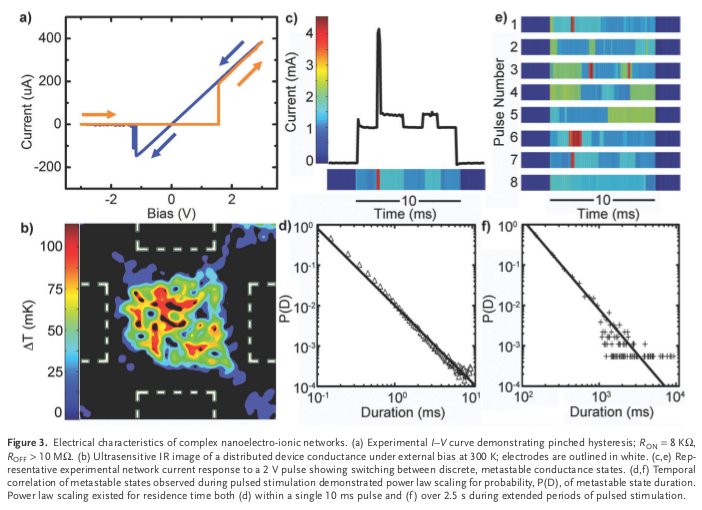 a)
400
200
0
-200
Current (uA)
-2
0
2
Bias (V)
c)
4
3
2
1
0
Current (mA)
10
Time (ms)
e)
1
2
3
4
5
6
7
8
Pulse Number
10
Time (ms)
b)
100
75
50
25
0
ΔT (mK)
d)
10⁰
10⁻¹
10⁻²
10⁻³
10⁻⁴
P(D)
10⁻¹
10⁰
10¹
Duration (ms)
f)
10⁰
10⁻¹
10⁻²
10⁻³
10⁻⁴
P(D)
10²
10³
10⁴
Duration (ms)
Figure 3. Electrical characteristics of complex nanoelectro-ionic networks. (a) Experimental I–V curve demonstrating pinched hysteresis; R_ON = 8 KΩ,
R_OFF > 10 MΩ. (b) Ultrasensitive IR image of a distributed device conductance under external bias at 300 K; electrodes are outlined in white. (c,e) Rep-
resentative experimental network current response to a 2 V pulse showing switching between discrete, metastable conductance states. (d,f) Temporal
correlation of metastable states observed during pulsed stimulation demonstrated power law scaling for probability, P(D), of metastable state duration.
Power law scaling existed for residence time both (d) within a single 10 ms pulse and (f) over 2.5 s during extended periods of pulsed stimulation.